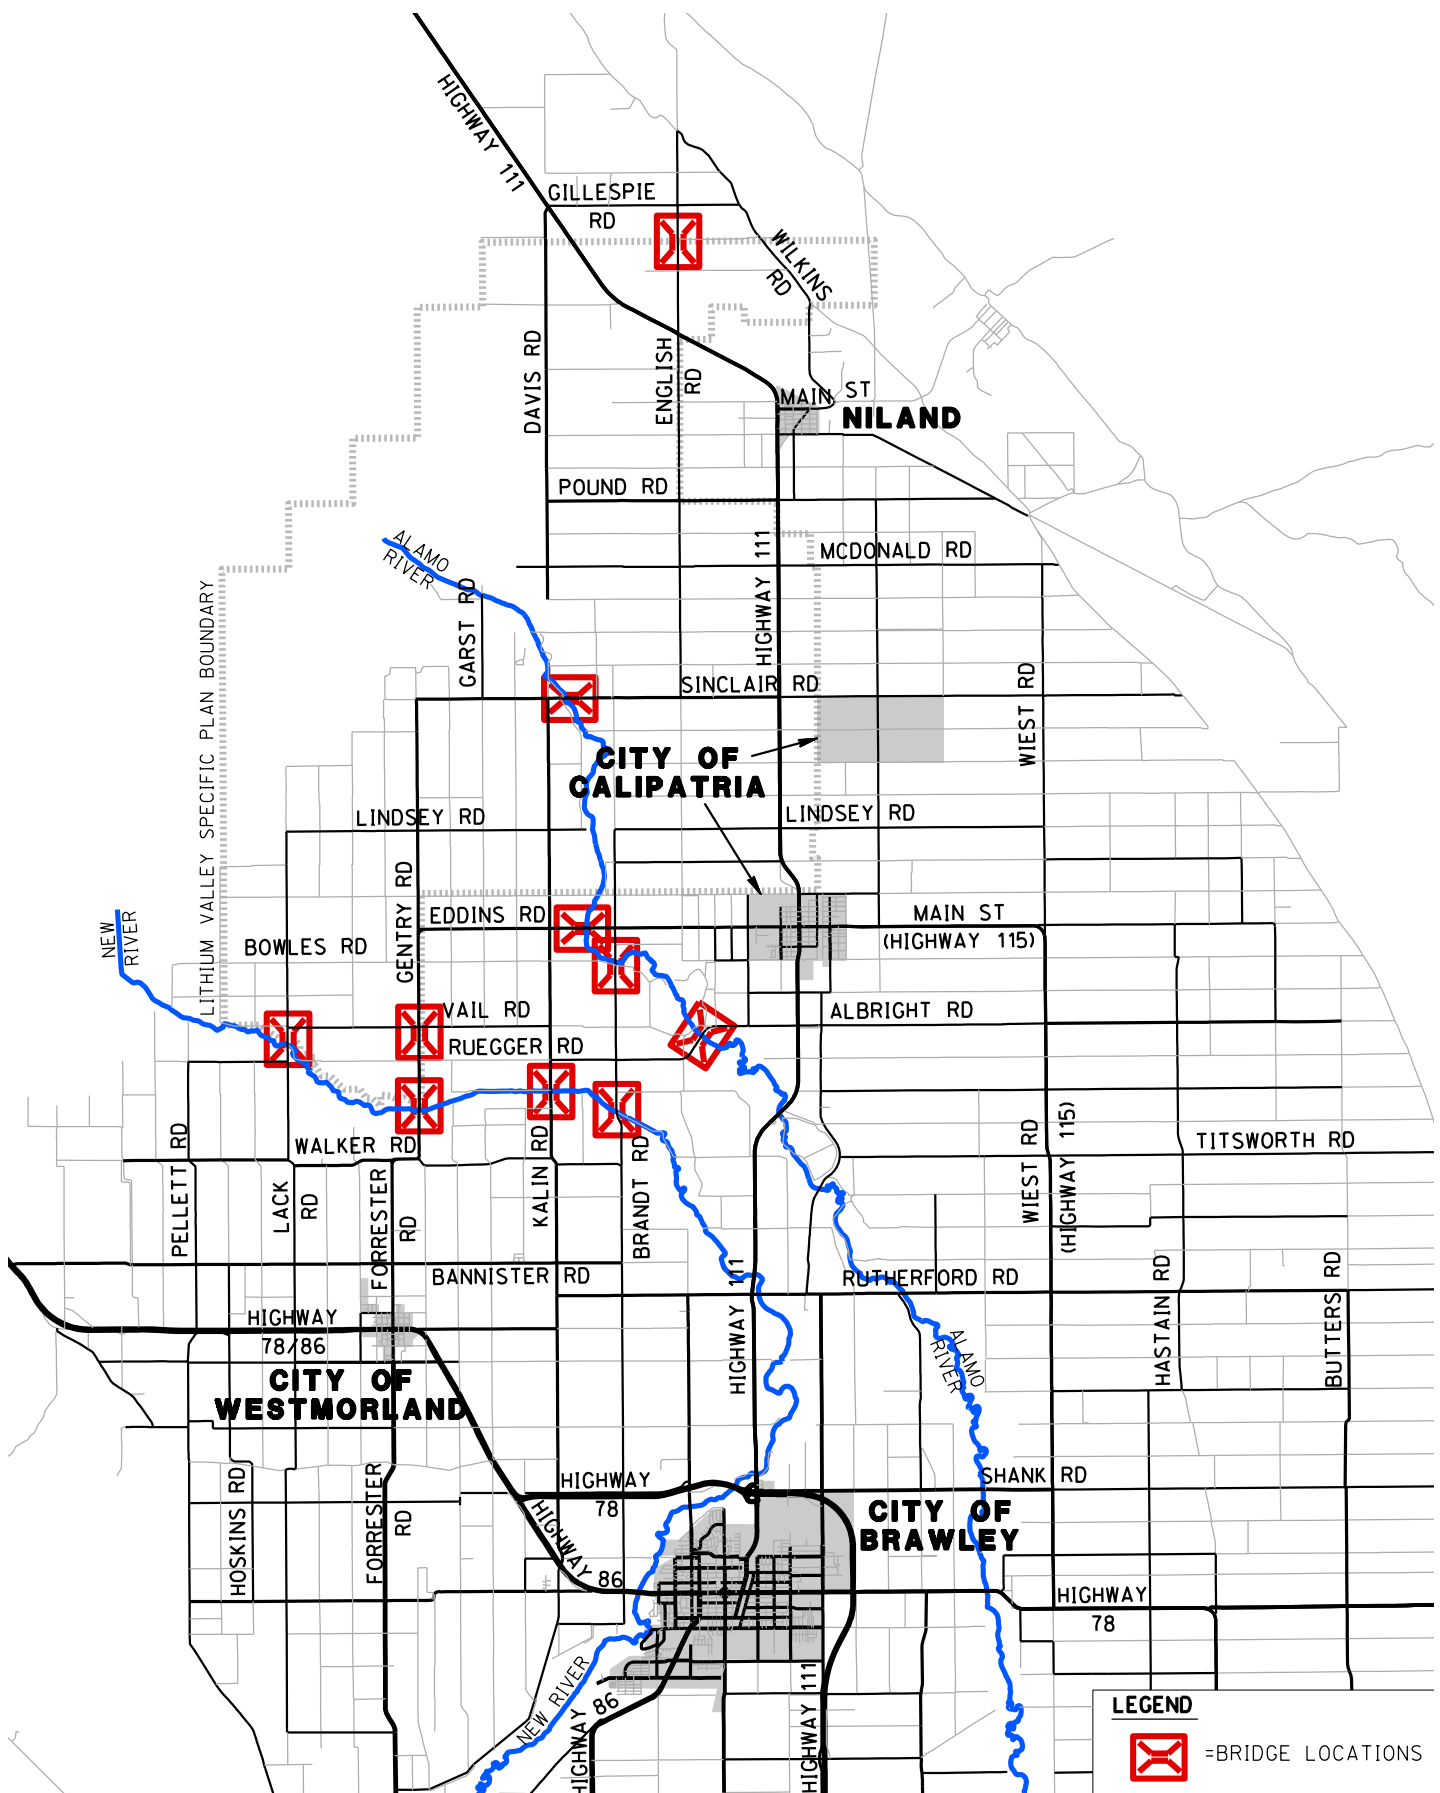 HIGHWAY 111
GILLESPIE
RD
WILKINS
RD
DAVIS RD
ENGLISH
RD
MAIN ST
NILAND
POUND RD
ALAMO
RIVER
HIGHWAY 111
MCDONALD RD
GARST RD
LITHIUM VALLEY SPECIFIC PLAN BOUNDARY
SINCLAIR RD
WIEST RD
CITY OF
CALIPATRIA
LINDSEY RD
LINDSEY RD
GENTRY RD
EDDINS RD
MAIN ST
(HIGHWAY 115)
NEW
RIVER
BOWLES RD
VAIL RD
ALBRIGHT RD
RUEGGER RD
PELLETT RD
WALKER RD
KALIN RD
BRANDT RD
WIEST RD
(HIGHWAY 115)
TITSWORTH RD
LACK
RD
FORRESTER
RD
BANNISTER RD
HIGHWAY 111
RUTHERFORD RD
HASTAIN RD
BUTTERS RD
HIGHWAY
78/86
ALAMO
RIVER
CITY OF
WESTMORLAND
HOSKINS RD
FORRESTER
RD
HIGHWAY
78
SHANK RD
CITY OF
BRAWLEY
HIGHWAY 86
HIGHWAY
78
NEW RIVER
HIGHWAY 86
HIGHWAY 111
LEGEND
=BRIDGE LOCATIONS